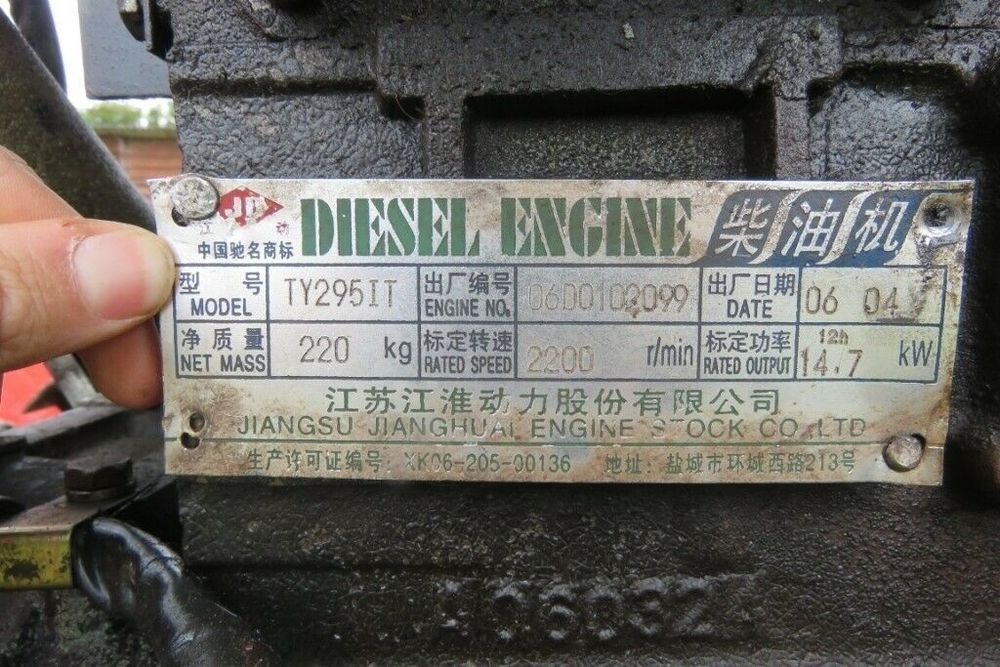 JD
江 动
中国驰名商标
DIESEL ENGINE 柴油机
型 号 MODEL TY295IT 出厂编号 ENGINE NO. 06D0102099 出厂日期 DATE 06 04
净质量 NET MASS 220 kg 标定转速 RATED SPEED 2200 r/min 标定功率 RATED OUTPUT 12h 14.7 kW
江苏江淮动力股份有限公司
JIANGSU JIANGHUAI ENGINE STOCK CO.,LTD
生产许可证编号: XK06-205-00136 地址: 盐城市环城西路213号